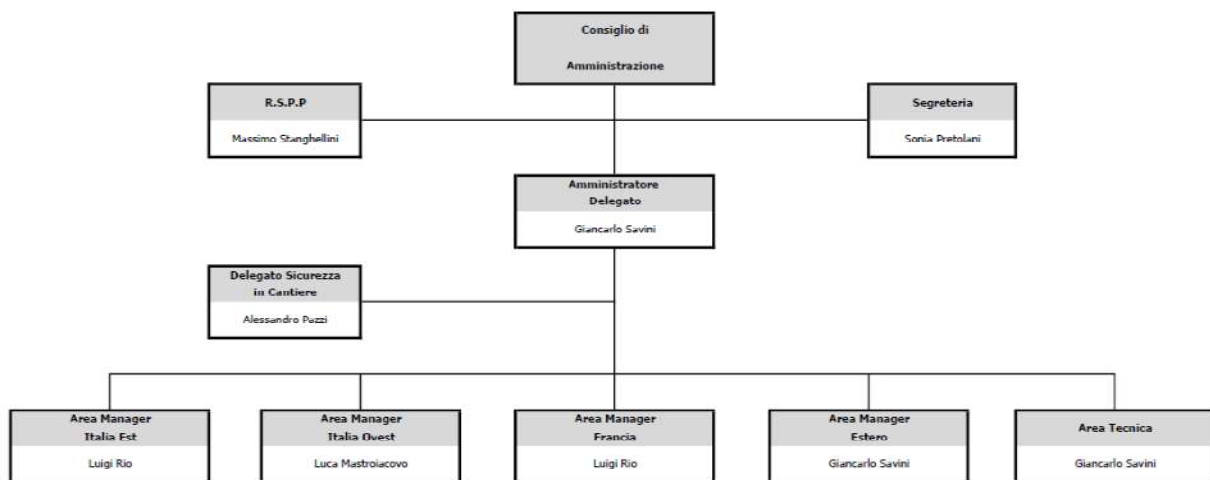 Consiglio di
Amministrazione
R.S.P.P
Massimo Stanghellini
Segreteria
Sonia Pretolani
Amministratore
Delegato
Giancarlo Savini
Delegato Sicurezza
in Cantiere
Alessandro Pazzi
Area Manager
Italia Est
Luigi Rio
Area Manager
Italia Ovest
Luca Mastroiacovo
Area Manager
Francia
Luigi Rio
Area Manager
Estero
Giancarlo Savini
Area Tecnica
Giancarlo Savini